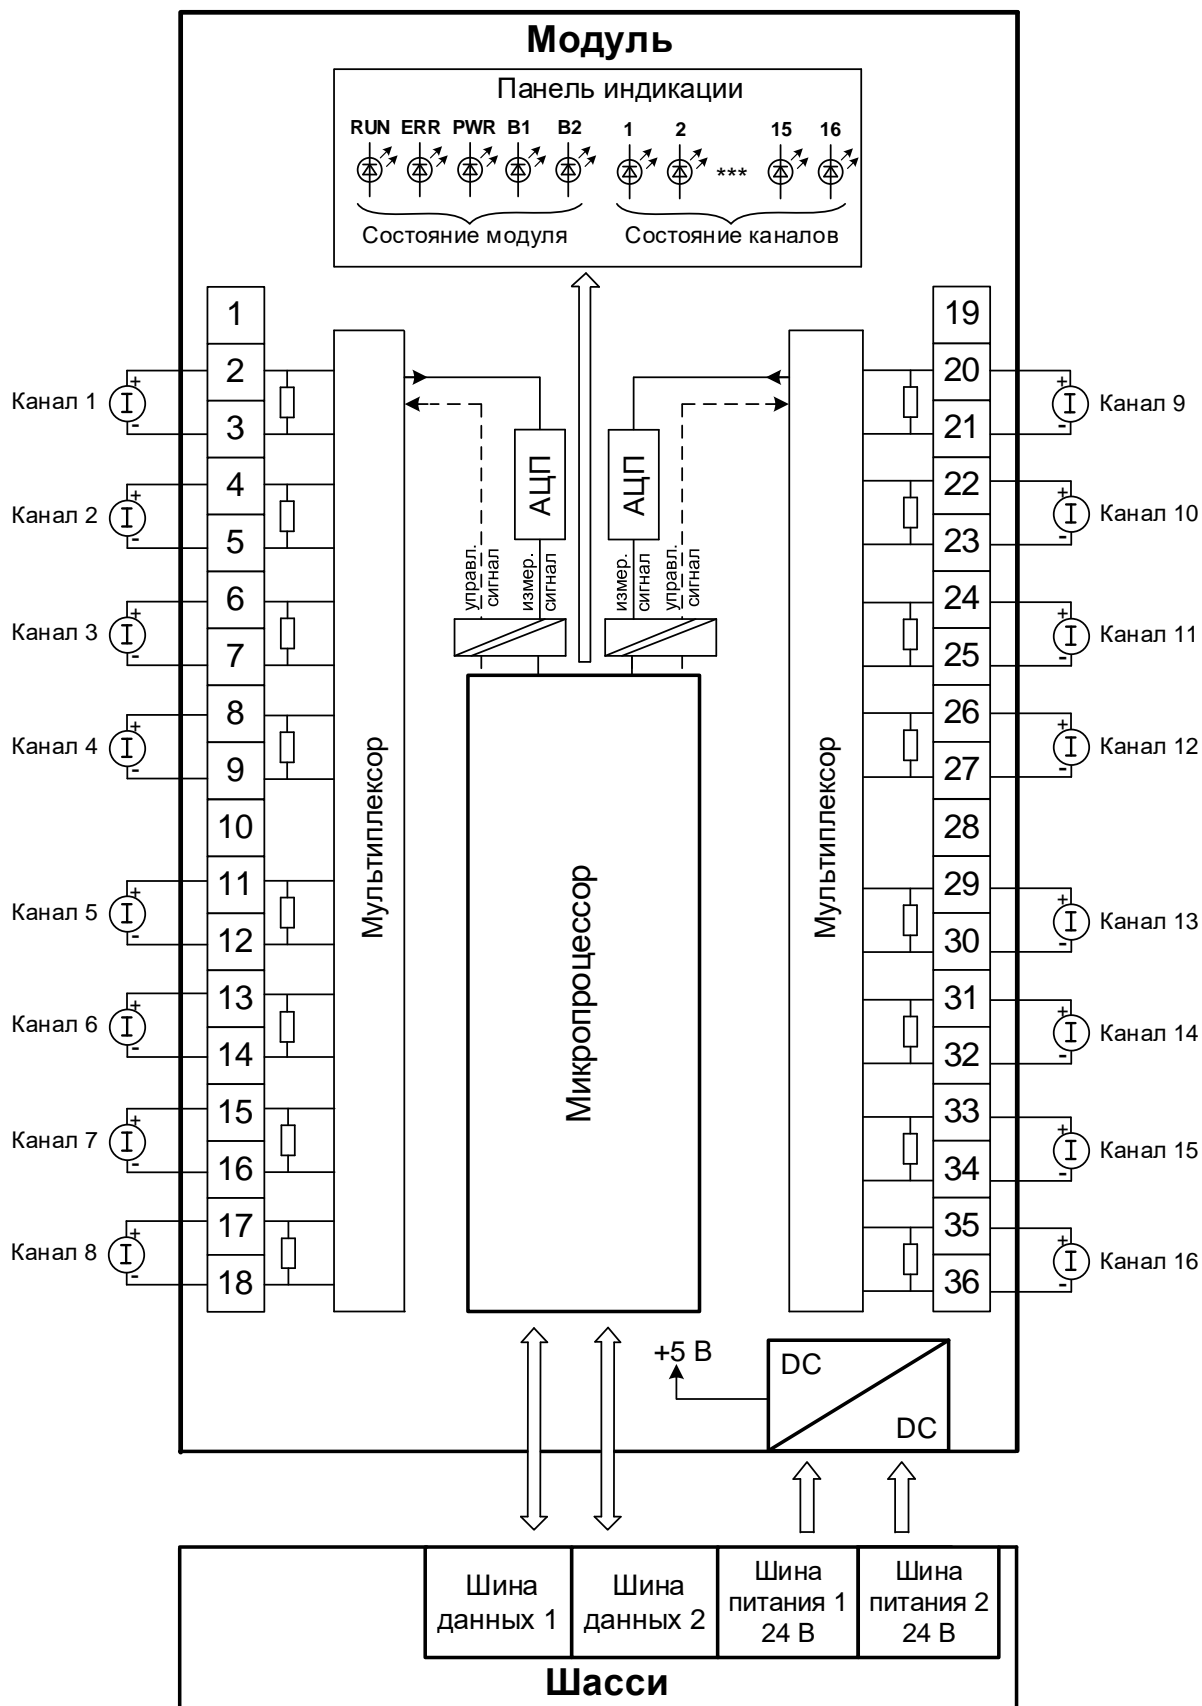 Модуль
Панель индикации
RUN ERR PWR B1 B2 1 2 *** 15 16
Состояние модуля Состояние каналов
1
2
3
4
5
6
7
8
9
10
11
12
13
14
15
16
17
18
Канал 1 + I -
Канал 2 + I -
Канал 3 + I -
Канал 4 + I -
Канал 5 + I -
Канал 6 + I -
Канал 7 + I -
Канал 8 + I -
Мультиплексор
АЦП
АЦП
управл.
сигнал
измер.
сигнал
измер.
сигнал
управл.
сигнал
Микропроцессор
Мультиплексор
19
20
21
22
23
24
25
26
27
28
29
30
31
32
33
34
35
36
+ I - Канал 9
+ I - Канал 10
+ I - Канал 11
+ I - Канал 12
+ I - Канал 13
+ I - Канал 14
+ I - Канал 15
+ I - Канал 16
+5 В
DC
DC
Шина
данных 1
Шина
данных 2
Шина
питания 1
24 В
Шина
питания 2
24 В
Шасси